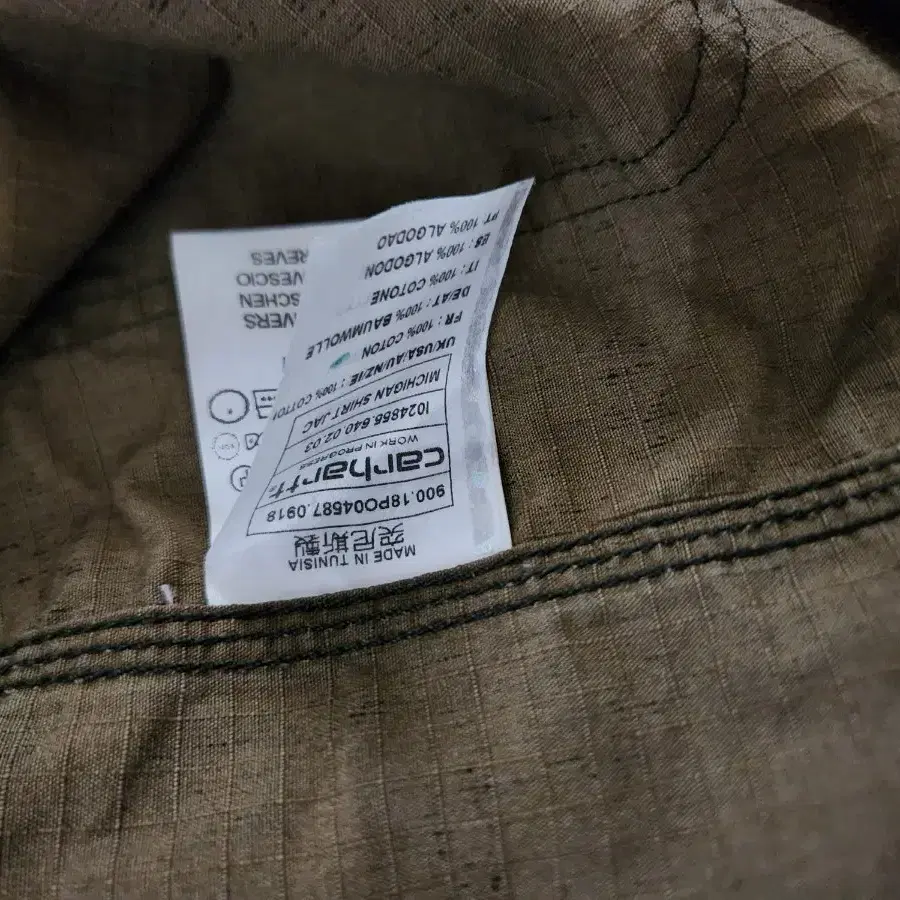 MADE IN TUNISIA
突尼斯製
900.18PO04587.0918
carhartt
WORK IN PROGRESS
I024855.640.02.03
MICHIGAN SHIRT JAC
UK/USA/AU/NZ/IE : 100% COTTON
FR : 100% COTON
DE/AT : 100% BAUMWOLLE
IT : 100% COTONE
ES : 100% ALGODON
PT : 100% ALGODAO